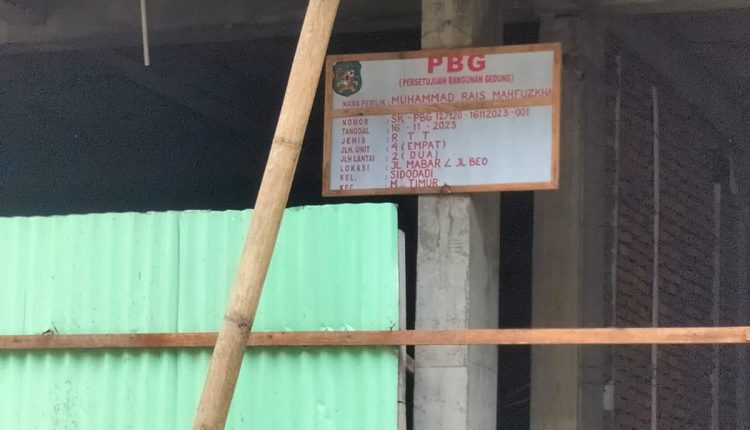 PBG
(PERSETUJUAN BANGUNAN GEDUNG)
NAMA PEMILIK : MUHAMMAD RAIS MAHFUZKHA
NOMOR : SK-PBG 127120-16112023-001
TANGGAL : 16-11-2023
JENIS : R T T
JLH. UNIT : 4 (EMPAT)
JLH LANTAI : 2 (DUA)
LOKASI : JL MABAR ∠ JL BEO
KEL. : SIDODADI
KEC. : M. TIMUR